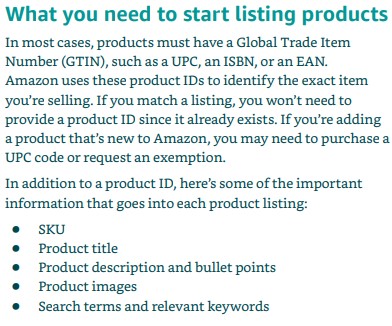 What you need to start listing products
In most cases, products must have a Global Trade Item
Number (GTIN), such as a UPC, an ISBN, or an EAN.
Amazon uses these product IDs to identify the exact item
you're selling. If you match a listing, you won't need to
provide a product ID since it already exists. If you're adding
a product that's new to Amazon, you may need to purchase a
UPC code or request an exemption.
In addition to a product ID, here's some of the important
information that goes into each product listing:
● SKU
● Product title
● Product description and bullet points
● Product images
● Search terms and relevant keywords